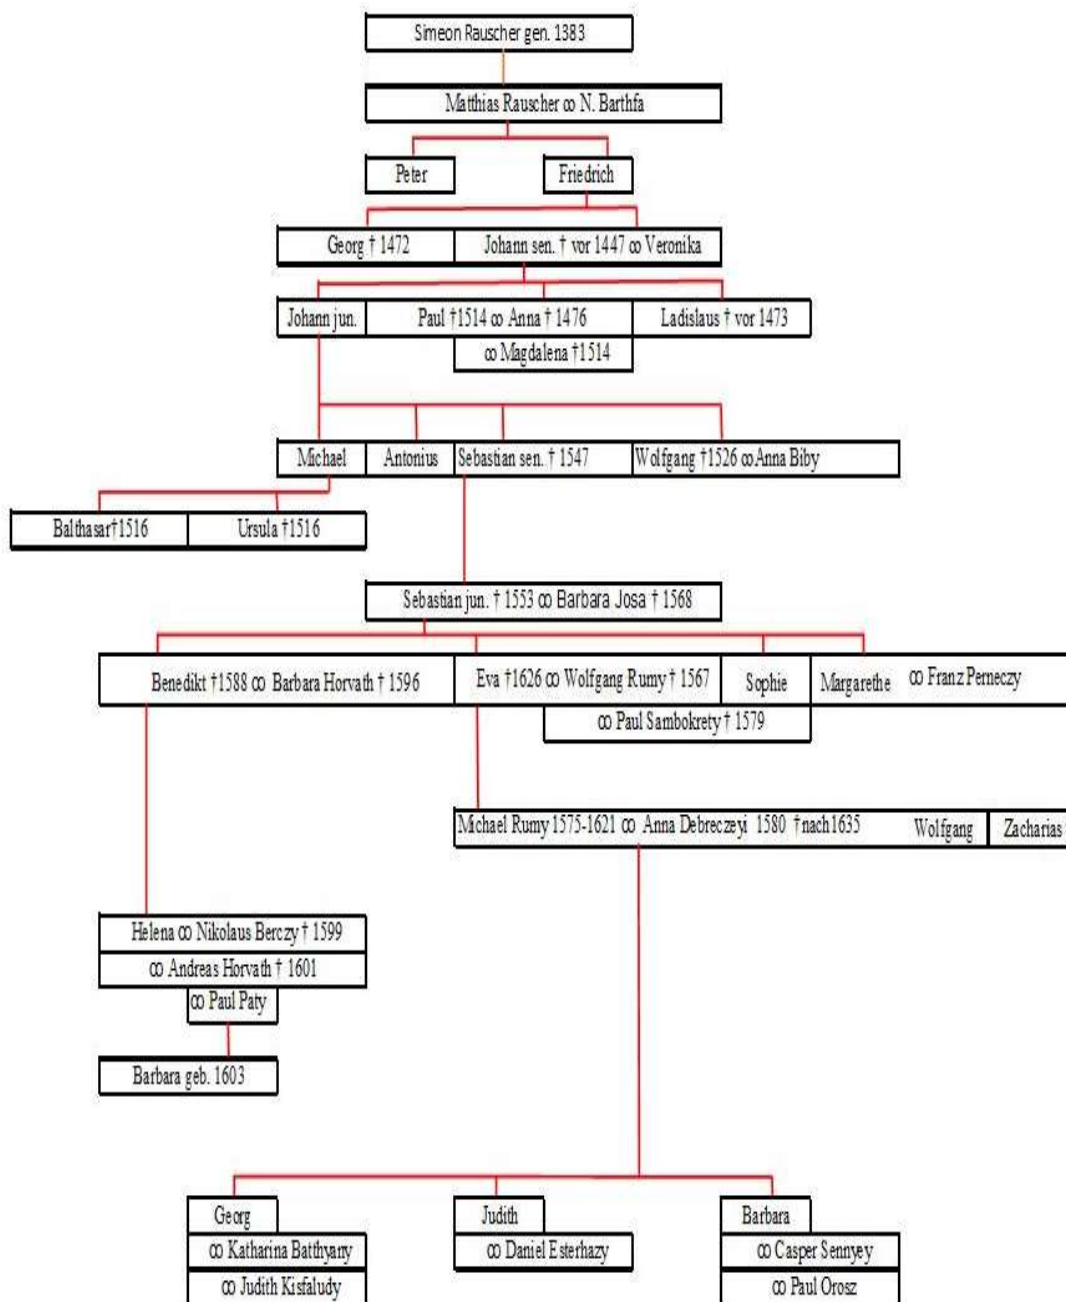 Simeon Rauscher gen. 1383
Matthias Rauscher ∞ N. Barthfa
Peter
Friedrich
Georg † 1472
Johann sen. † vor 1447 ∞ Veronika
Johann jun.
Paul †1514 ∞ Anna † 1476
Ladislaus † vor 1473
∞ Magdalena †1514
Michael
Antonius
Sebastian sen. † 1547
Wolfgang †1526 ∞Anna Biby
Balthasar†1516
Ursula †1516
Sebastian jun. † 1553 ∞ Barbara Josa † 1568
Benedikt †1588 ∞ Barbara Horvath † 1596
Eva †1626 ∞ Wolfgang Rumy † 1567
Sophie
Margarethe ∞ Franz Perneczy
∞ Paul Sambokrety † 1579
Michael Rumy 1575-1621 ∞ Anna Debreczeyi 1580 †nach1635
Wolfgang
Zacharias
Helena ∞ Nikolaus Berczy † 1599
∞ Andreas Horvath † 1601
∞ Paul Paty
Barbara geb. 1603
Georg
Judith
Barbara
∞ Katharina Batthyany
∞ Daniel Esterhazy
∞ Casper Sennyey
∞ Judith Kisfaludy
∞ Paul Orosz